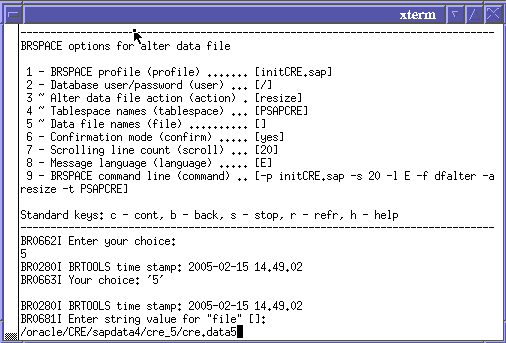 xterm
BRSPACE options for alter data file
1 - BRSPACE profile (profile) ....... [initCRE.sap]
2 - Database user/password (user) ... [/]
3 ~ Alter data file action (action) . [resize]
4 ~ Tablespace names (tablespace) ... [PSAPCRE]
5 ~ Data file names (file) .......... []
6 - Confirmation mode (confirm) ..... [yes]
7 - Scrolling line count (scroll) ... [20]
8 - Message language (language) ..... [E]
9 - BRSPACE command line (command) .. [-p initCRE.sap -s 20 -l E -f dfalter -a
resize -t PSAPCRE]
Standard keys: c - cont, b - back, s - stop, r - refr, h - help
BR0662I Enter your choice:
5
BR0280I BRTOOLS time stamp: 2005-02-15 14.49.02
BR0663I Your choice: '5'
BR0280I BRTOOLS time stamp: 2005-02-15 14.49.02
BR0681I Enter string value for "file" []:
/oracle/CRE/sapdata4/cre_5/cre.data5